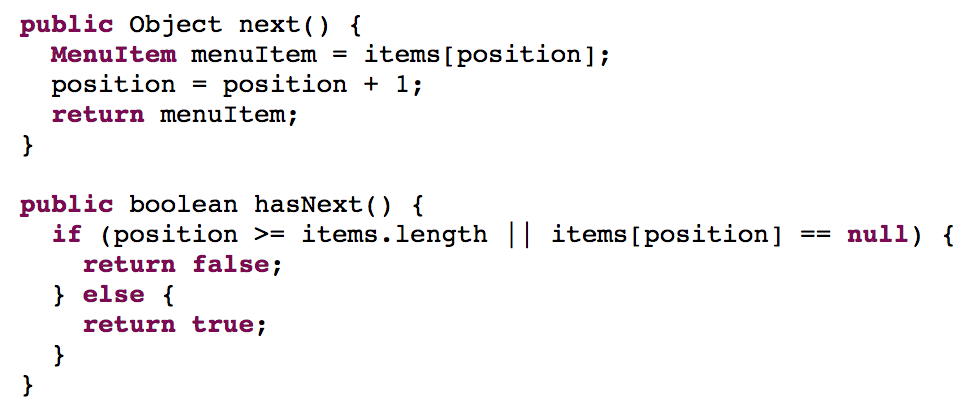 public Object next() {
  MenuItem menuItem = items[position];
  position = position + 1;
  return menuItem;
}

public boolean hasNext() {
  if (position >= items.length || items[position] == null) {
    return false;
  } else {
    return true;
  }
}